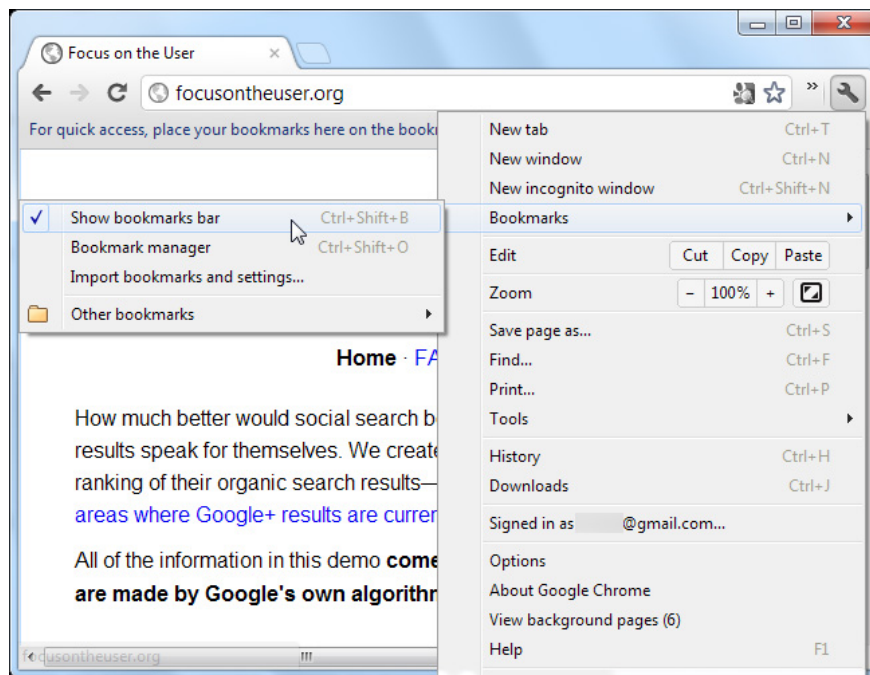 Focus on the User
focusontheuser.org
For quick access, place your bookmarks here on the book
New tab Ctrl+T
New window Ctrl+N
New incognito window Ctrl+Shift+N
Bookmarks
Show bookmarks bar Ctrl+Shift+B
Bookmark manager Ctrl+Shift+O
Import bookmarks and settings...
Other bookmarks
Edit Cut Copy Paste
Zoom - 100% +
Save page as... Ctrl+S
Find... Ctrl+F
Print... Ctrl+P
Tools
History Ctrl+H
Downloads Ctrl+J
Signed in as @gmail.com...
Options
About Google Chrome
View background pages (6)
Help F1
Home · FA
How much better would social search b
results speak for themselves. We create
ranking of their organic search results—
areas where Google+ results are curren
All of the information in this demo come
are made by Google's own algorithm
focusontheuser.org